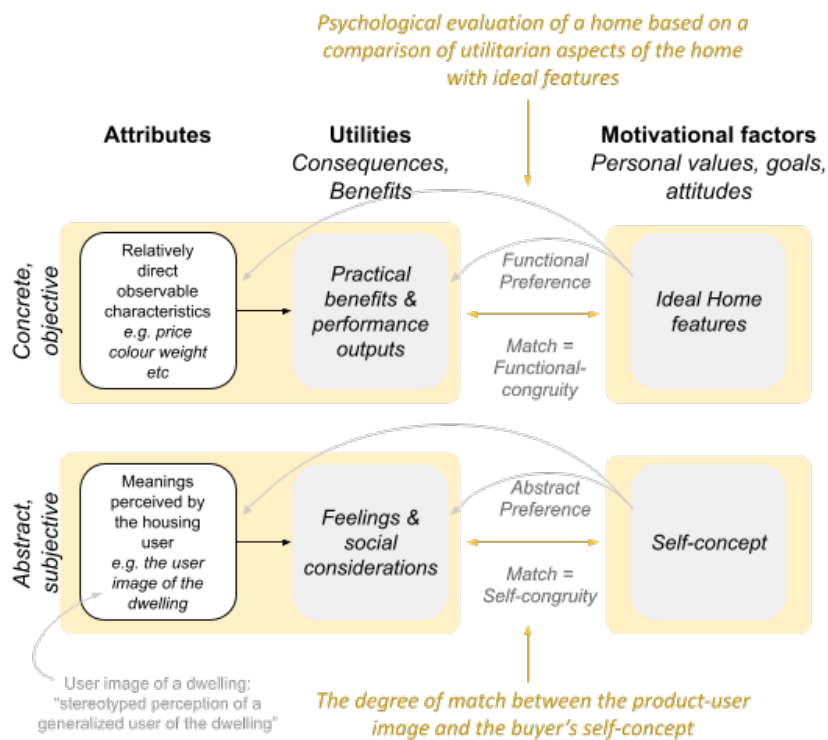 Psychological evaluation of a home based on a
comparison of utilitarian aspects of the home
with ideal features
Attributes
Utilities
Consequences,
Benefits
Motivational factors
Personal values, goals,
attitudes
Concrete,
objective
Relatively
direct
observable
characteristics
e.g. price
colour weight
etc
Practical
benefits &
performance
outputs
Functional
Preference
Match =
Functional-
congruity
Ideal Home
features
Abstract,
subjective
Meanings
perceived by
the housing
user
e.g. the user
image of the
dwelling
Feelings &
social
considerations
Abstract
Preference
Match =
Self-congruity
Self-concept
User image of a dwelling:
“stereotyped perception of a
generalized user of the dwelling”
The degree of match between the product-user
image and the buyer's self-concept